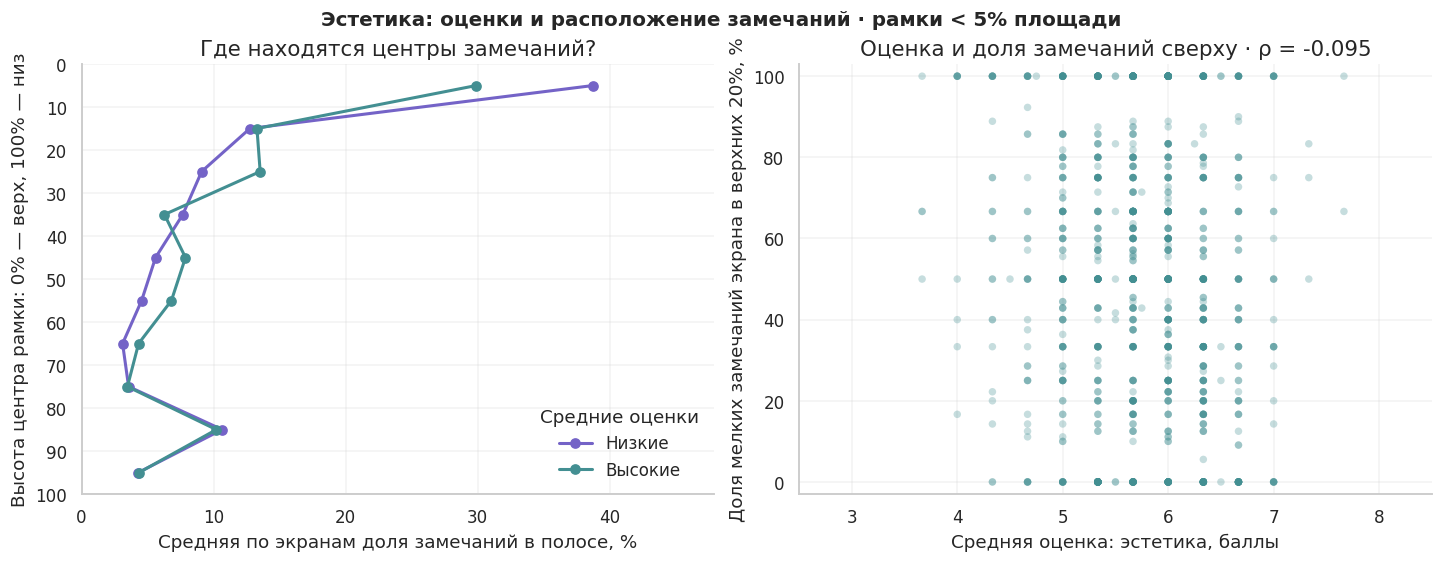 Эстетика: оценки и расположение замечаний · рамки < 5% площади
Где находятся центры замечаний?
Высота центра рамки: 0% — верх, 100% — низ
0
10
20
30
40
50
60
70
80
90
100
0
10
20
30
40
Средняя по экранам доля замечаний в полосе, %
Средние оценки
Низкие
Высокие
Оценка и доля замечаний сверху · ρ = -0.095
Доля мелких замечаний экрана в верхних 20%, %
100
80
60
40
20
0
3
4
5
6
7
8
Средняя оценка: эстетика, баллы